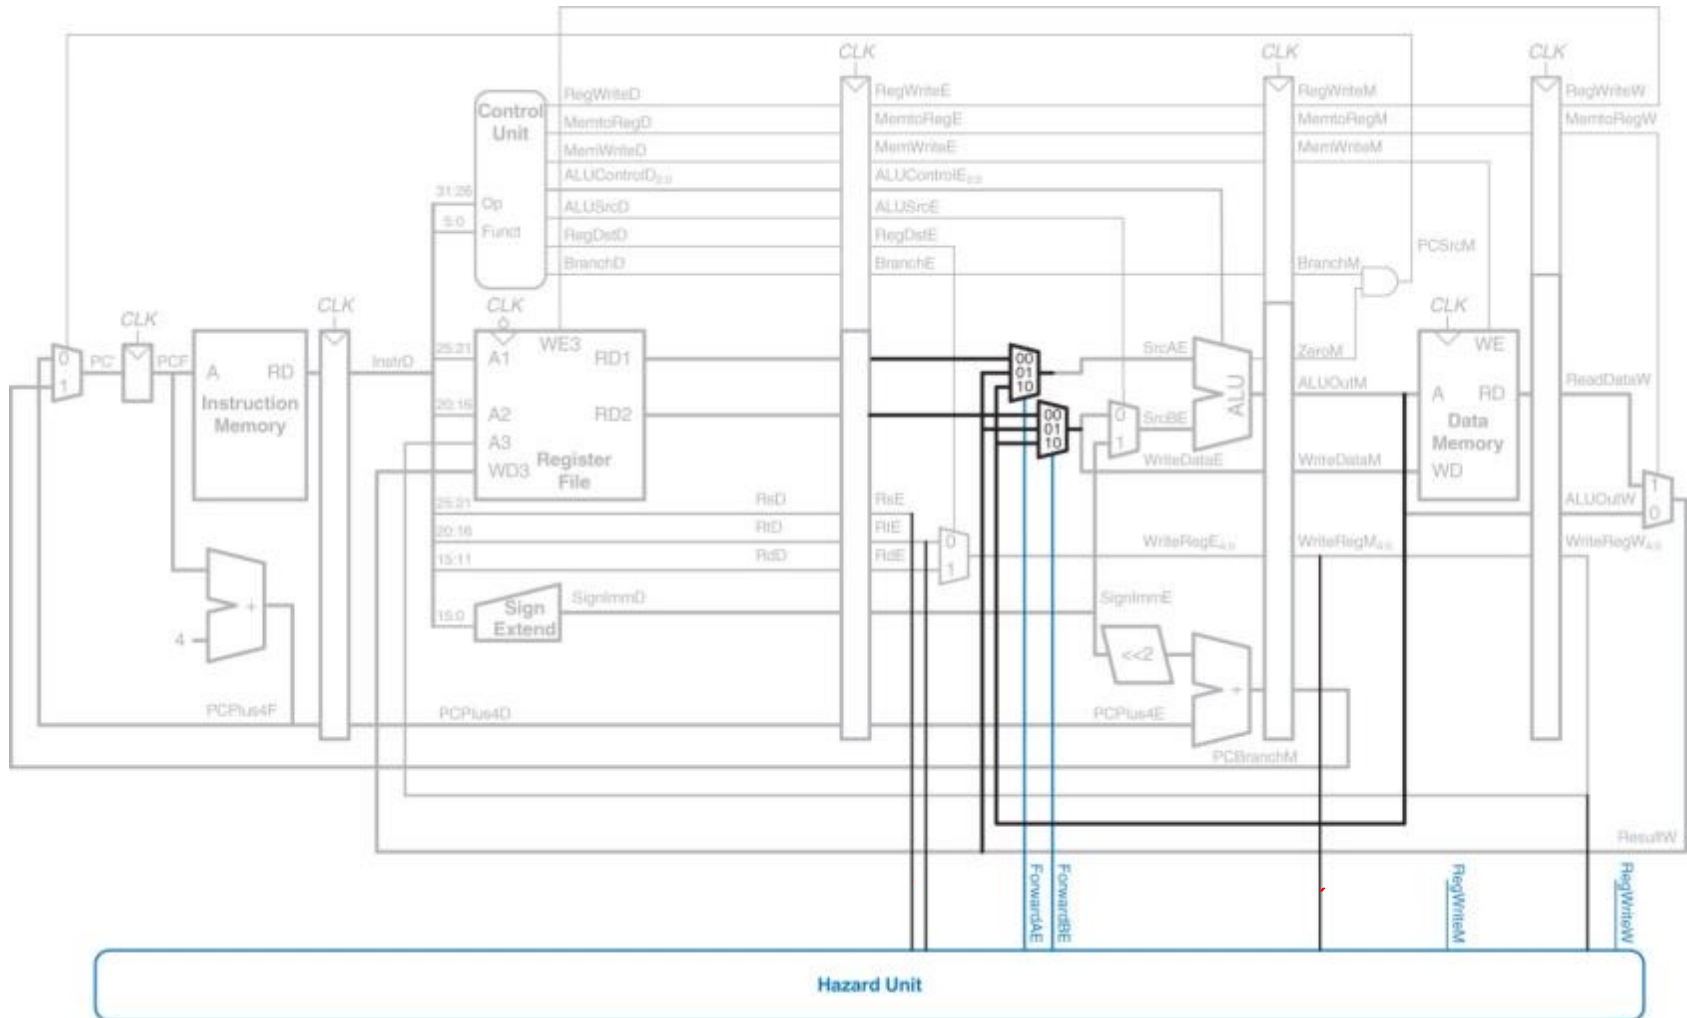 CLK CLK CLK
RegWriteD RegWriteE RegWriteM RegWriteW
Control Unit
MemtoRegD MemtoRegE MemtoRegM MemtoRegW
MemWriteD MemWriteE MemWriteM
ALUControlD2:0 ALUControlE2:0
31:26 Op
ALUSrcD ALUSrcE
5:0 Funct
RegDstD RegDstE PCSrcM
BranchD BranchE BranchM
CLK CLK CLK CLK
WE3 WE
0 PC' PCF A RD InstrD 25:21 A1 RD1 00 SrcAE ZeroM
1 01
10
ALU ALUOutM A RD ReadDataW
Instruction Memory
20:16 A2 RD2 00 0 SrcBE Data Memory
01
10 1
A3
WD3 Register File WriteDataE WriteDataM WD 1
25:21 RsD RsE ALUOutW 0
20:16 RtD RtE 0 WriteRegE4:0 WriteRegM4:0 WriteRegW4:0
15:11 RdD RdE 1
SignImmD SignImmE
+ 15:0 Sign Extend
4 <<2
+
PCPlus4F PCPlus4D PCPlus4E
PCBranchM
ResultW
ForwardAE ForwardBE RegWriteM RegWriteW
Hazard Unit